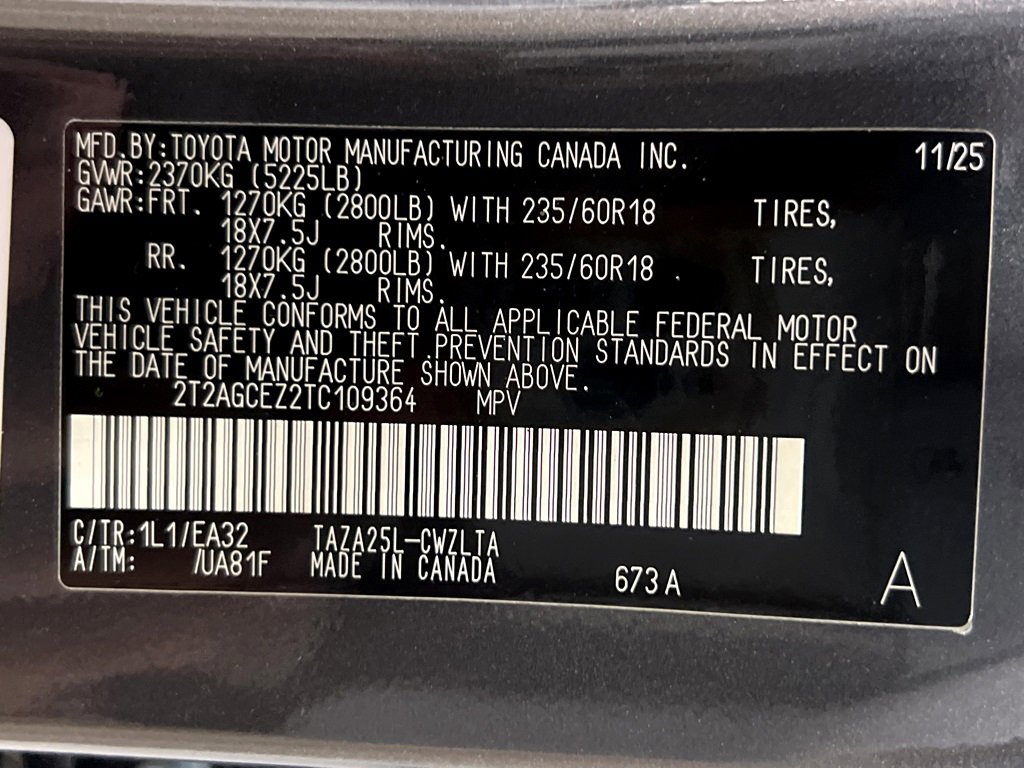 MFD.BY:TOYOTA MOTOR MANUFACTURING CANADA INC. 11/25
GVWR:2370KG (5225LB)
GAWR:FRT. 1270KG (2800LB) WITH 235/60R18 TIRES,
18X7.5J RIMS.
RR. 1270KG (2800LB) WITH 235/60R18 TIRES,
18X7.5J RIMS.
THIS VEHICLE CONFORMS TO ALL APPLICABLE FEDERAL MOTOR
VEHICLE SAFETY AND THEFT PREVENTION STANDARDS IN EFFECT ON
THE DATE OF MANUFACTURE SHOWN ABOVE.
2T2AGCEZ2TC109364 MPV
C/TR:1L1/EA32 TAZA25L-CWZLTA
A/TM: /UA81F MADE IN CANADA 673A A